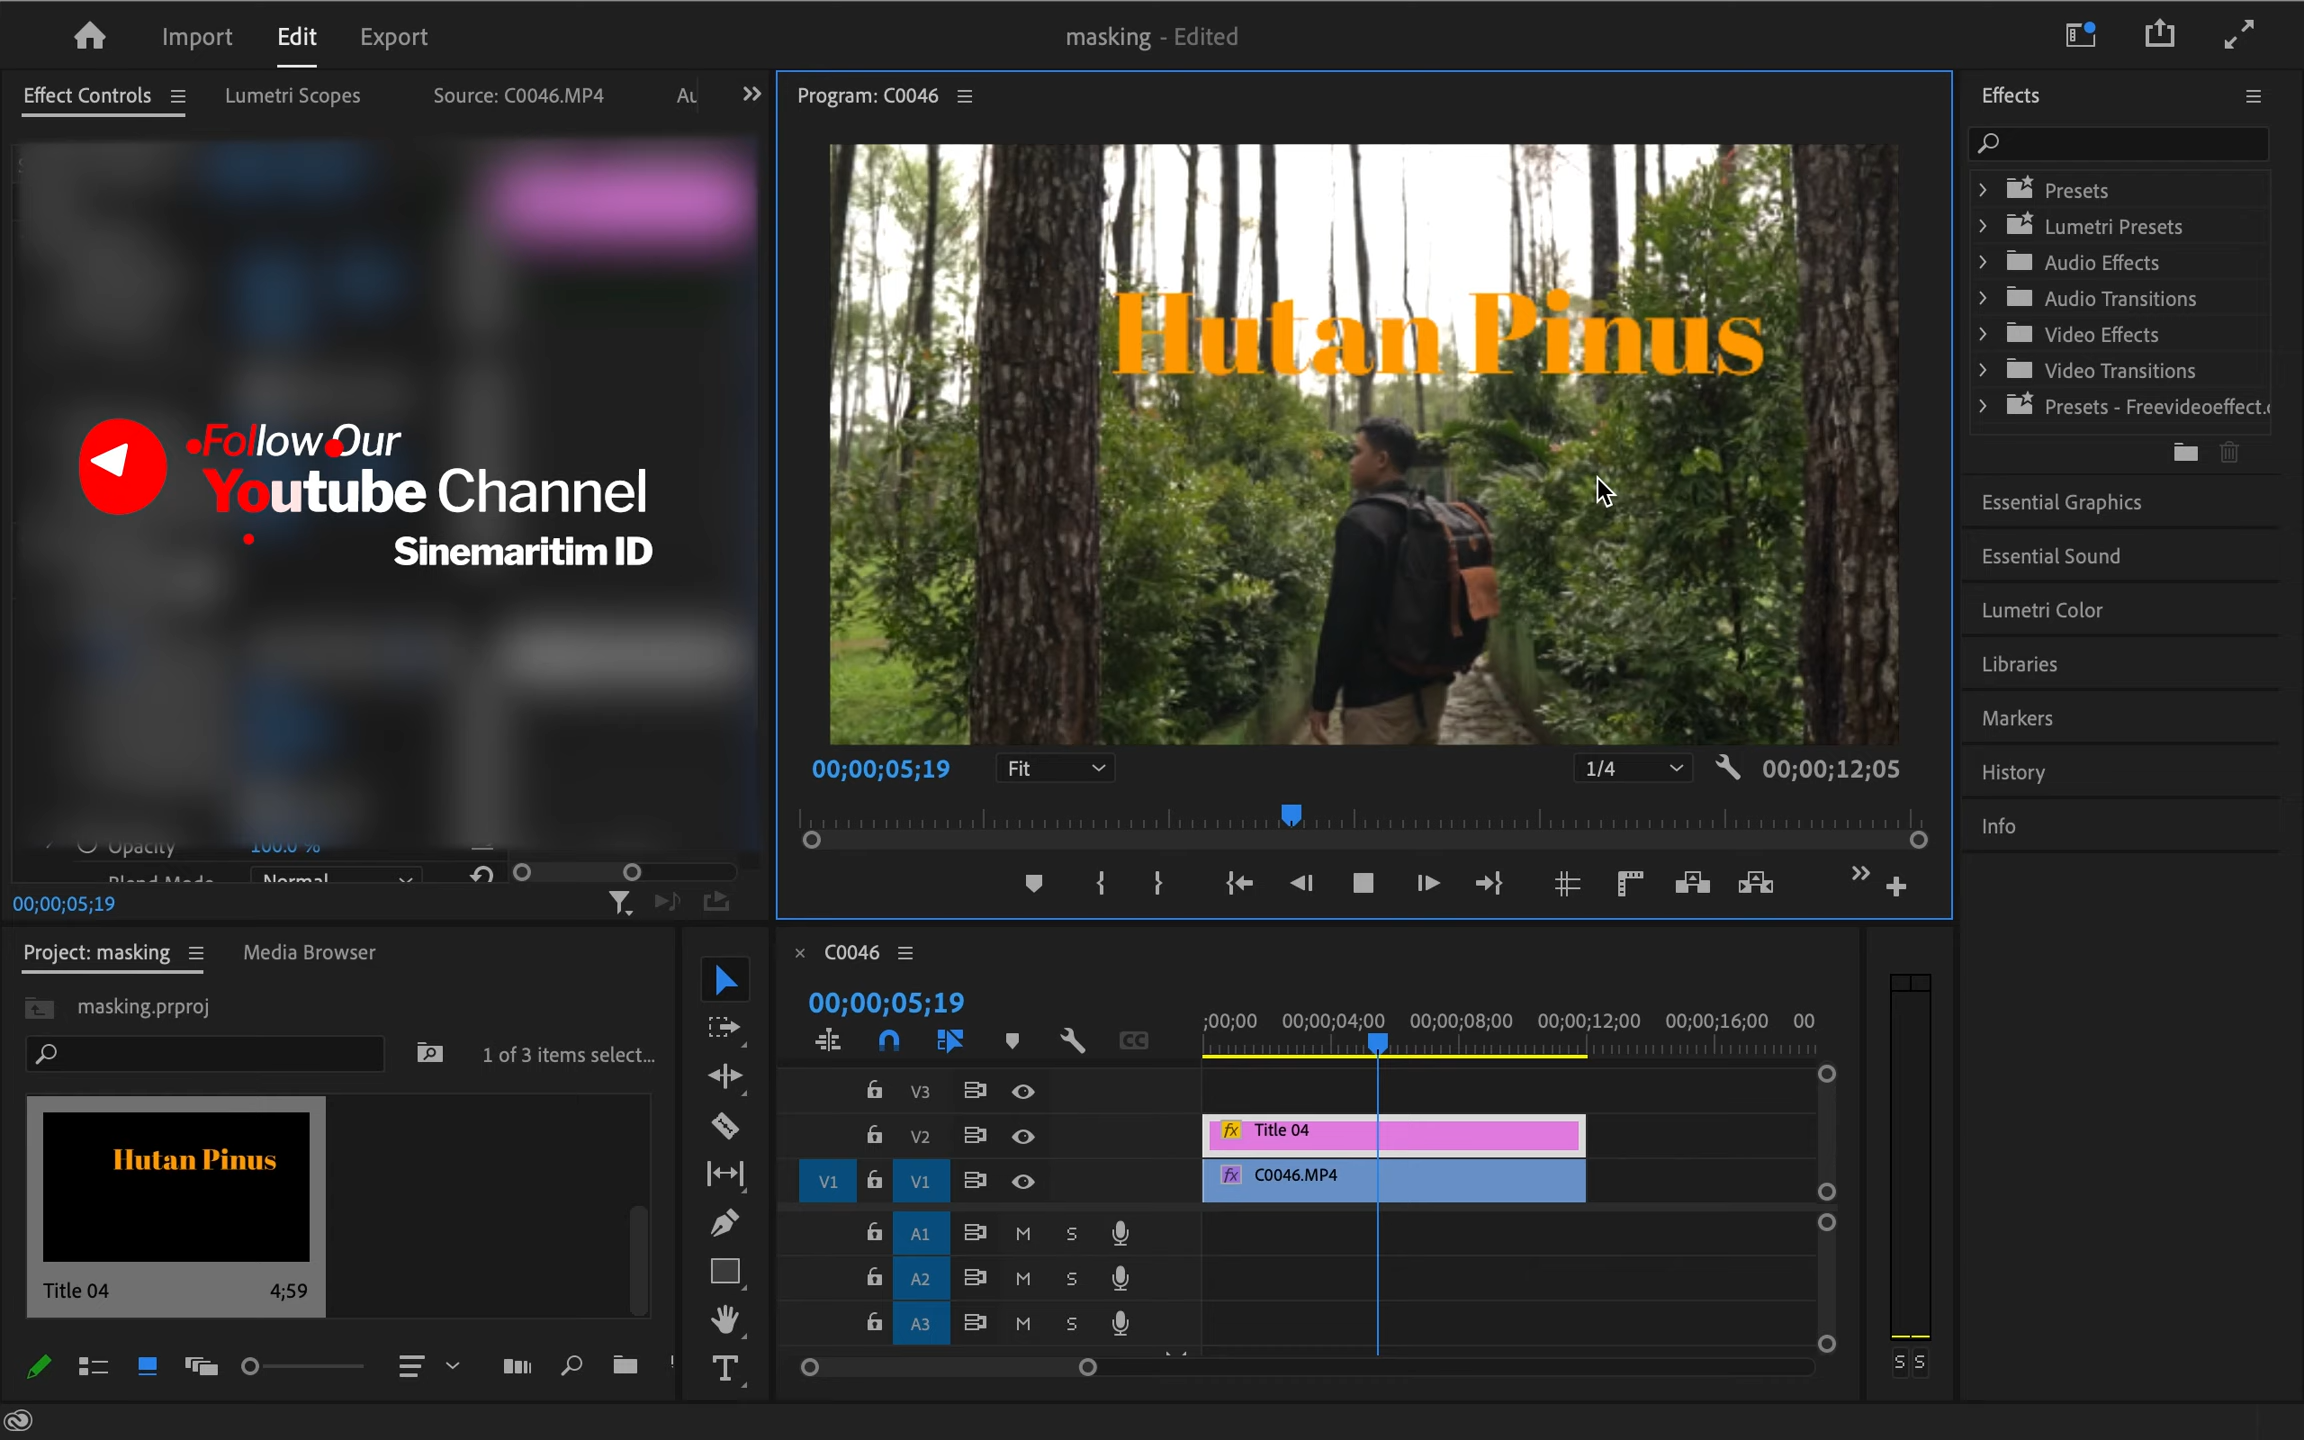 Import
Edit
Export
masking - Edited
Effect Controls
Lumetri Scopes
Source: C0046.MP4
Program: C0046
Effects
Hutan Pinus
Presets
Lumetri Presets
Audio Effects
Audio Transitions
Video Effects
Video Transitions
Presets - Freevideoeffect.
Follow Our
Youtube Channel
Sinemaritim ID
Essential Graphics
Essential Sound
Lumetri Color
Libraries
Markers
History
Info
Opacity 100.0 %
Blend Mode Normal
00;00;05;19
00;00;05;19
Fit
1/4
00;00;12;05
Project: masking
Media Browser
masking.prproj
1 of 3 items select...
Hutan Pinus
Title 04 4;59
× C0046
00;00;05;19
;00;00 00;00;04;00 00;00;08;00 00;00;12;00 00;00;16;00 00
CC
V3
V2
fx Title 04
V1 V1
fx C0046.MP4
A1 M S
A2 M S
A3 M S
T
S S